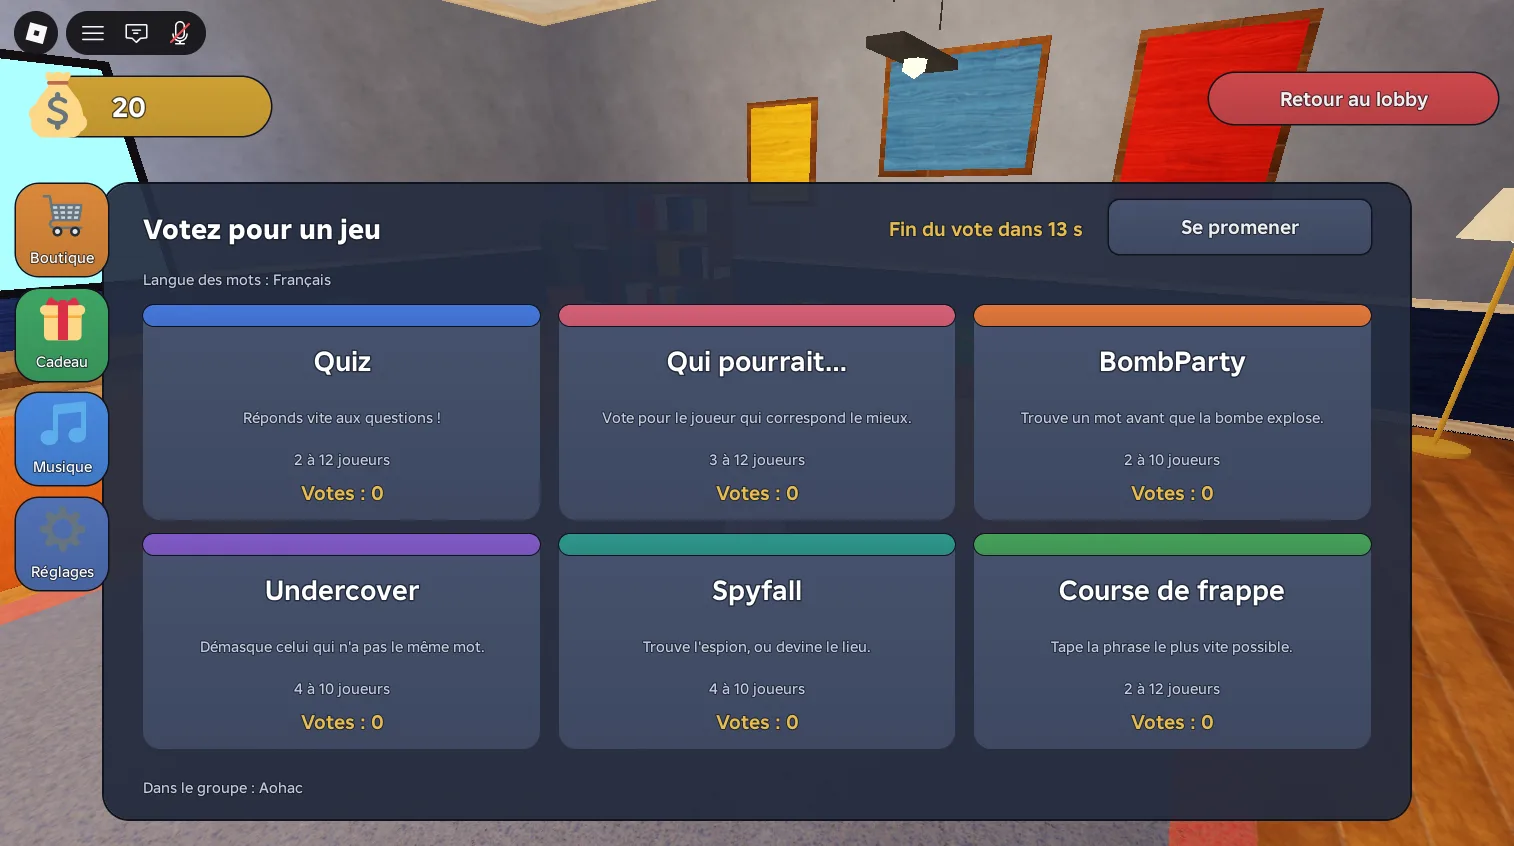 20
Retour au lobby
Boutique
Cadeau
Musique
Réglages
Votez pour un jeu
Fin du vote dans 13 s
Se promener
Langue des mots : Français
Quiz
Réponds vite aux questions !
2 à 12 joueurs
Votes : 0
Qui pourrait...
Vote pour le joueur qui correspond le mieux.
3 à 12 joueurs
Votes : 0
BombParty
Trouve un mot avant que la bombe explose.
2 à 10 joueurs
Votes : 0
Undercover
Démasque celui qui n'a pas le même mot.
4 à 10 joueurs
Votes : 0
Spyfall
Trouve l'espion, ou devine le lieu.
4 à 10 joueurs
Votes : 0
Course de frappe
Tape la phrase le plus vite possible.
2 à 12 joueurs
Votes : 0
Dans le groupe : Aohac